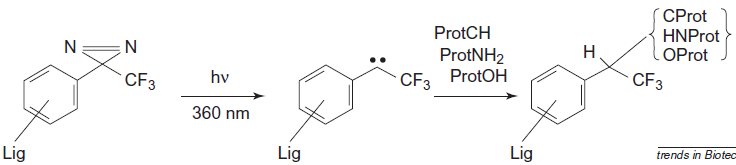 N N
CF3
Lig
hν
360 nm
CF3
Lig
ProtCH
ProtNH2
ProtOH
H
CF3
Lig
CProt
HNProt
OProt
trends in Biotec